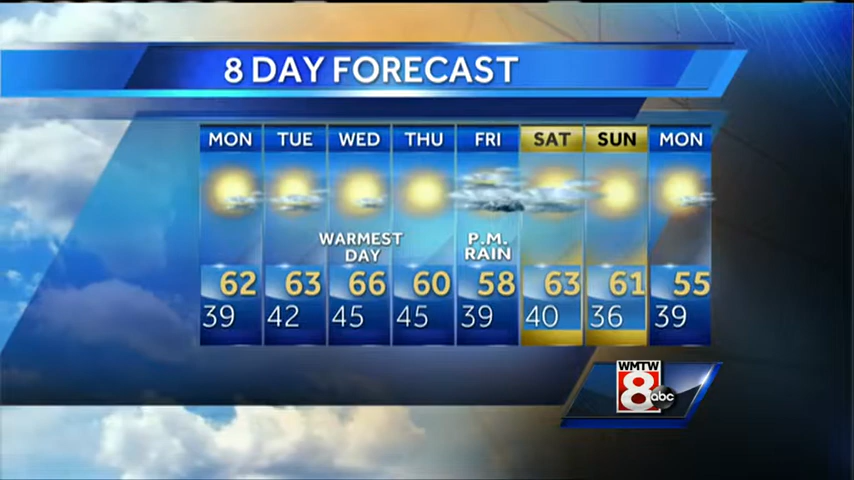 8 DAY FORECAST
MON TUE WED THU FRI SAT SUN MON
WARMEST DAY P.M. RAIN
62 63 66 60 58 63 61 55
39 42 45 45 39 40 36 39
WMTW
8 abc